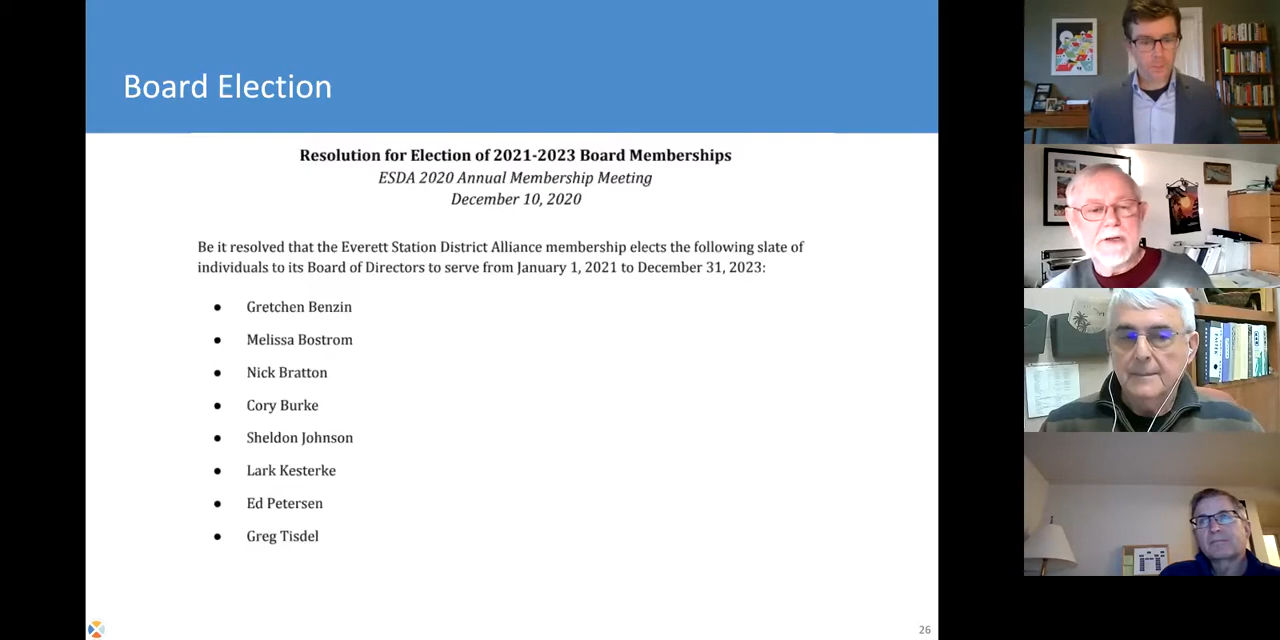 Board Election
Resolution for Election of 2021-2023 Board Memberships
ESDA 2020 Annual Membership Meeting
December 10, 2020
Be it resolved that the Everett Station District Alliance membership elects the following slate of
individuals to its Board of Directors to serve from January 1, 2021 to December 31, 2023:
● Gretchen Benzin
● Melissa Bostrom
● Nick Bratton
● Cory Burke
● Sheldon Johnson
● Lark Kesterke
● Ed Petersen
● Greg Tisdel
26